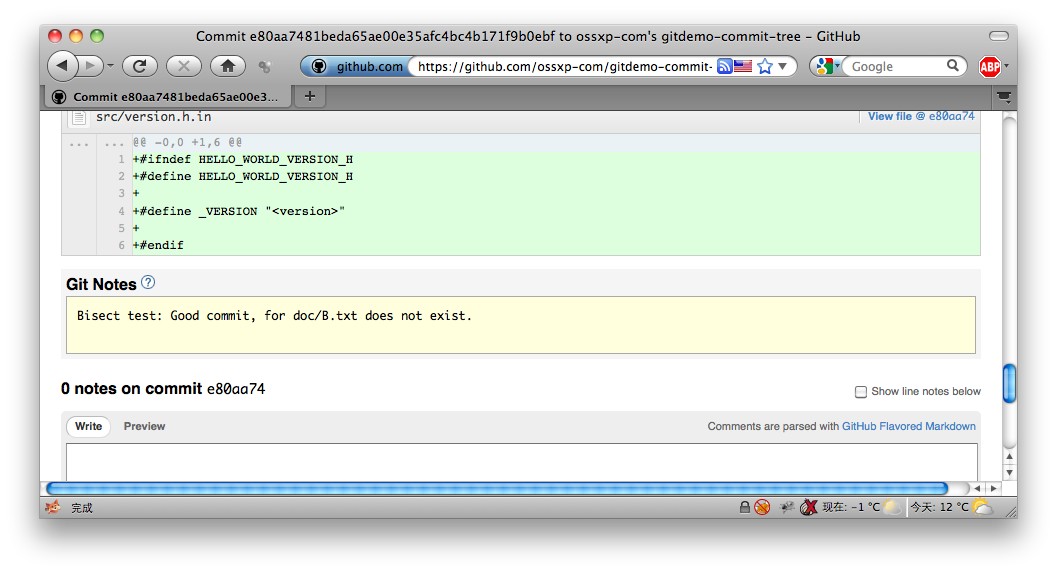 Commit e80aa7481beda65ae00e35afc4bc4b171f9b0ebf to ossxp-com's gitdemo-commit-tree – GitHub
github.com https://github.com/ossxp-com/gitdemo-commit- Google ABP
Commit e80aa7481beda65ae00e3... +
src/version.h.in View file @ e80aa74
... ... @@ -0,0 +1,6 @@
1 +#ifndef HELLO_WORLD_VERSION_H
2 +#define HELLO_WORLD_VERSION_H
3 +
4 +#define _VERSION "<version>"
5 +
6 +#endif
Git Notes ?
Bisect test: Good commit, for doc/B.txt does not exist.
0 notes on commit e80aa74 Show line notes below
Write Preview Comments are parsed with GitHub Flavored Markdown
完成 现在: -1 °C 今天: 12 °C